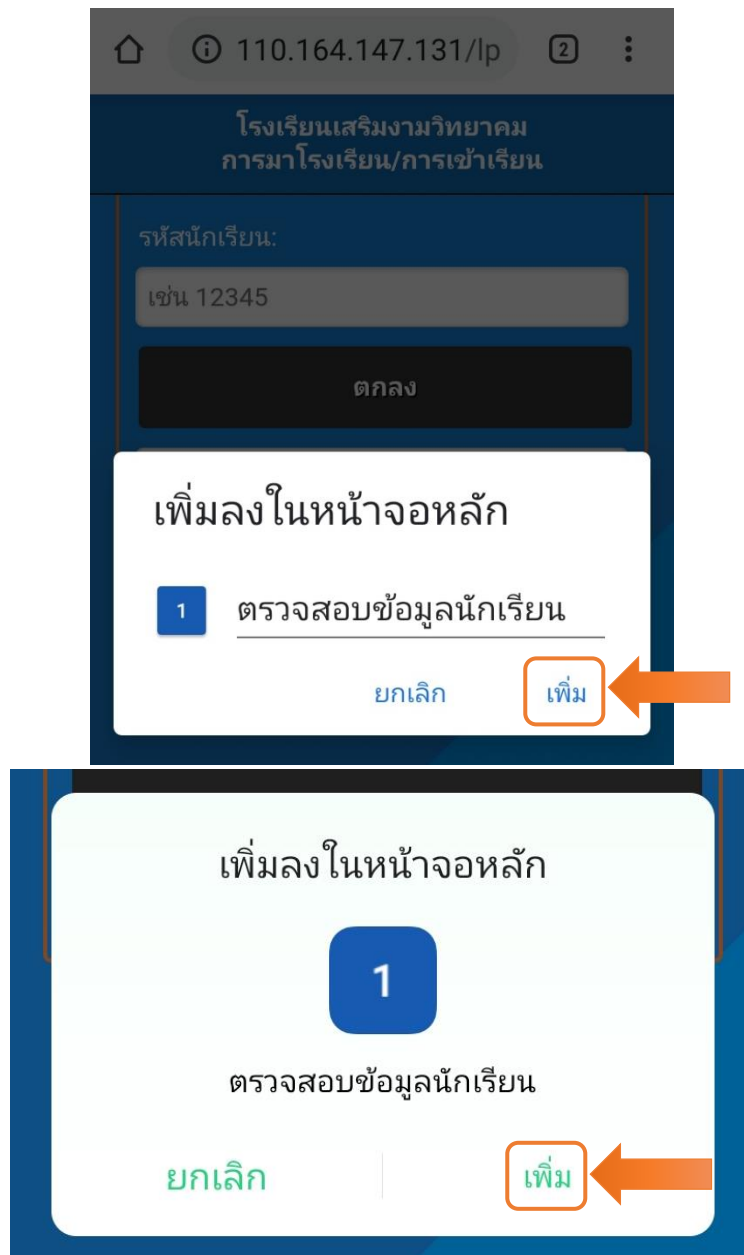 110.164.147.131/lp 2
โรงเรียนเสริมงามวิทยาคม
การมาโรงเรียน/การเข้าเรียน
รหัสนักเรียน:
เช่น 12345
ตกลง
เพิ่มลงในหน้าจอหลัก
1 ตรวจสอบข้อมูลนักเรียน
ยกเลิก เพิ่ม
เพิ่มลงในหน้าจอหลัก
1
ตรวจสอบข้อมูลนักเรียน
ยกเลิก เพิ่ม